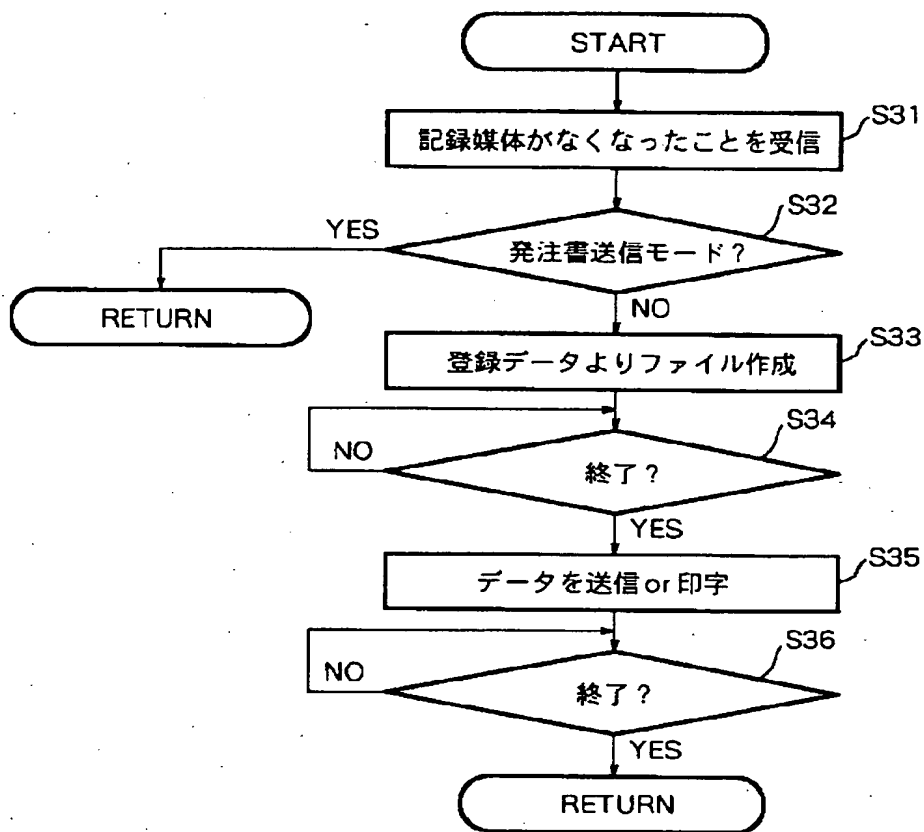 START
S31
記録媒体がなくなったことを受信
S32
YES
発注書送信モード？
RETURN
NO
S33
登録データよりファイル作成
S34
NO
終了？
YES
S35
データを送信or印字
S36
NO
終了？
YES
RETURN